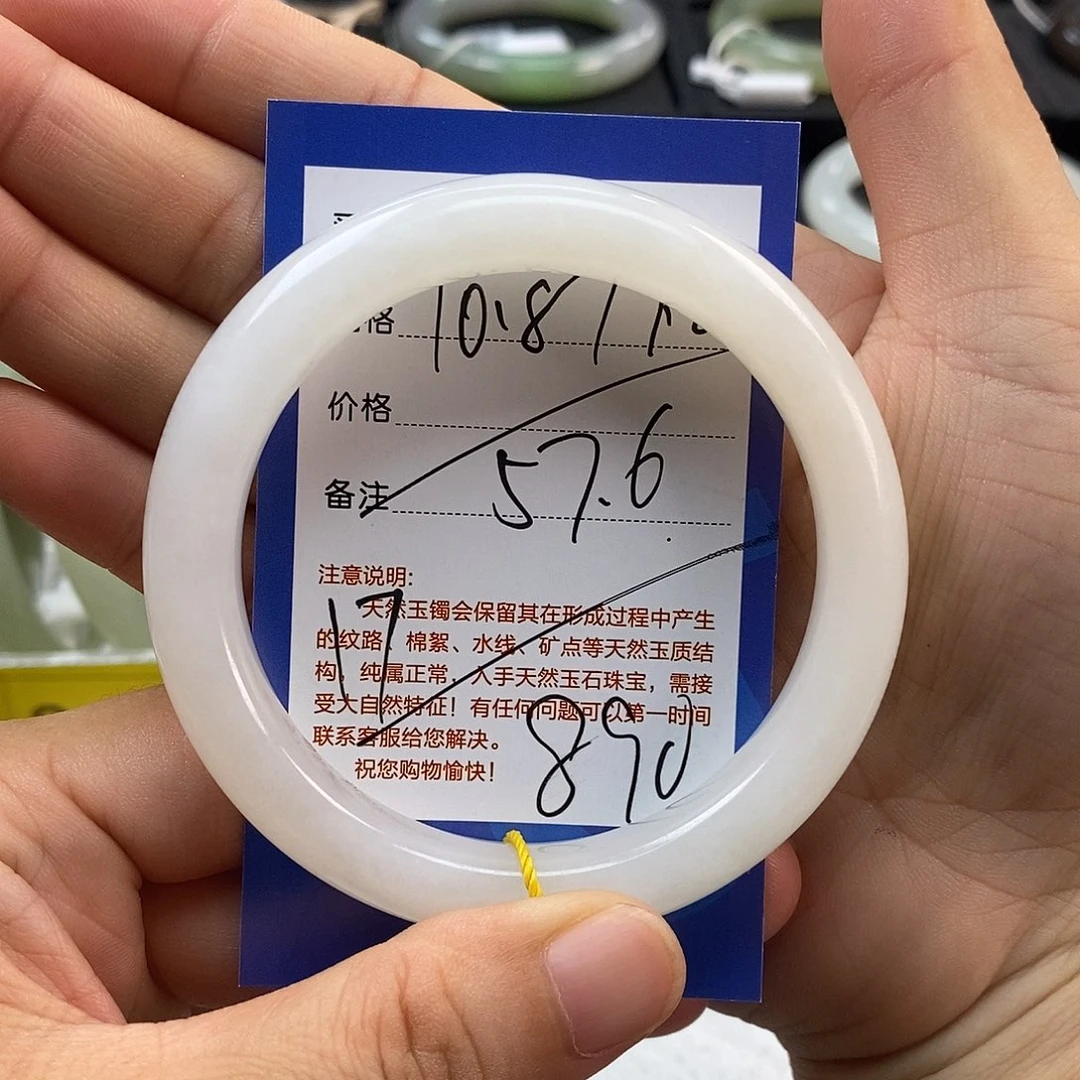 格 10.8 /
价格
备注 57.6
注意说明:
天然玉镯会保留其在形成过程中产生
的纹路、棉絮、水线、矿点等天然玉质结
构，纯属正常，入手天然玉石珠宝，需接
受大自然特征！有任何问题可以第一时间
联系客服给您解决。
祝您购物愉快！
17
890